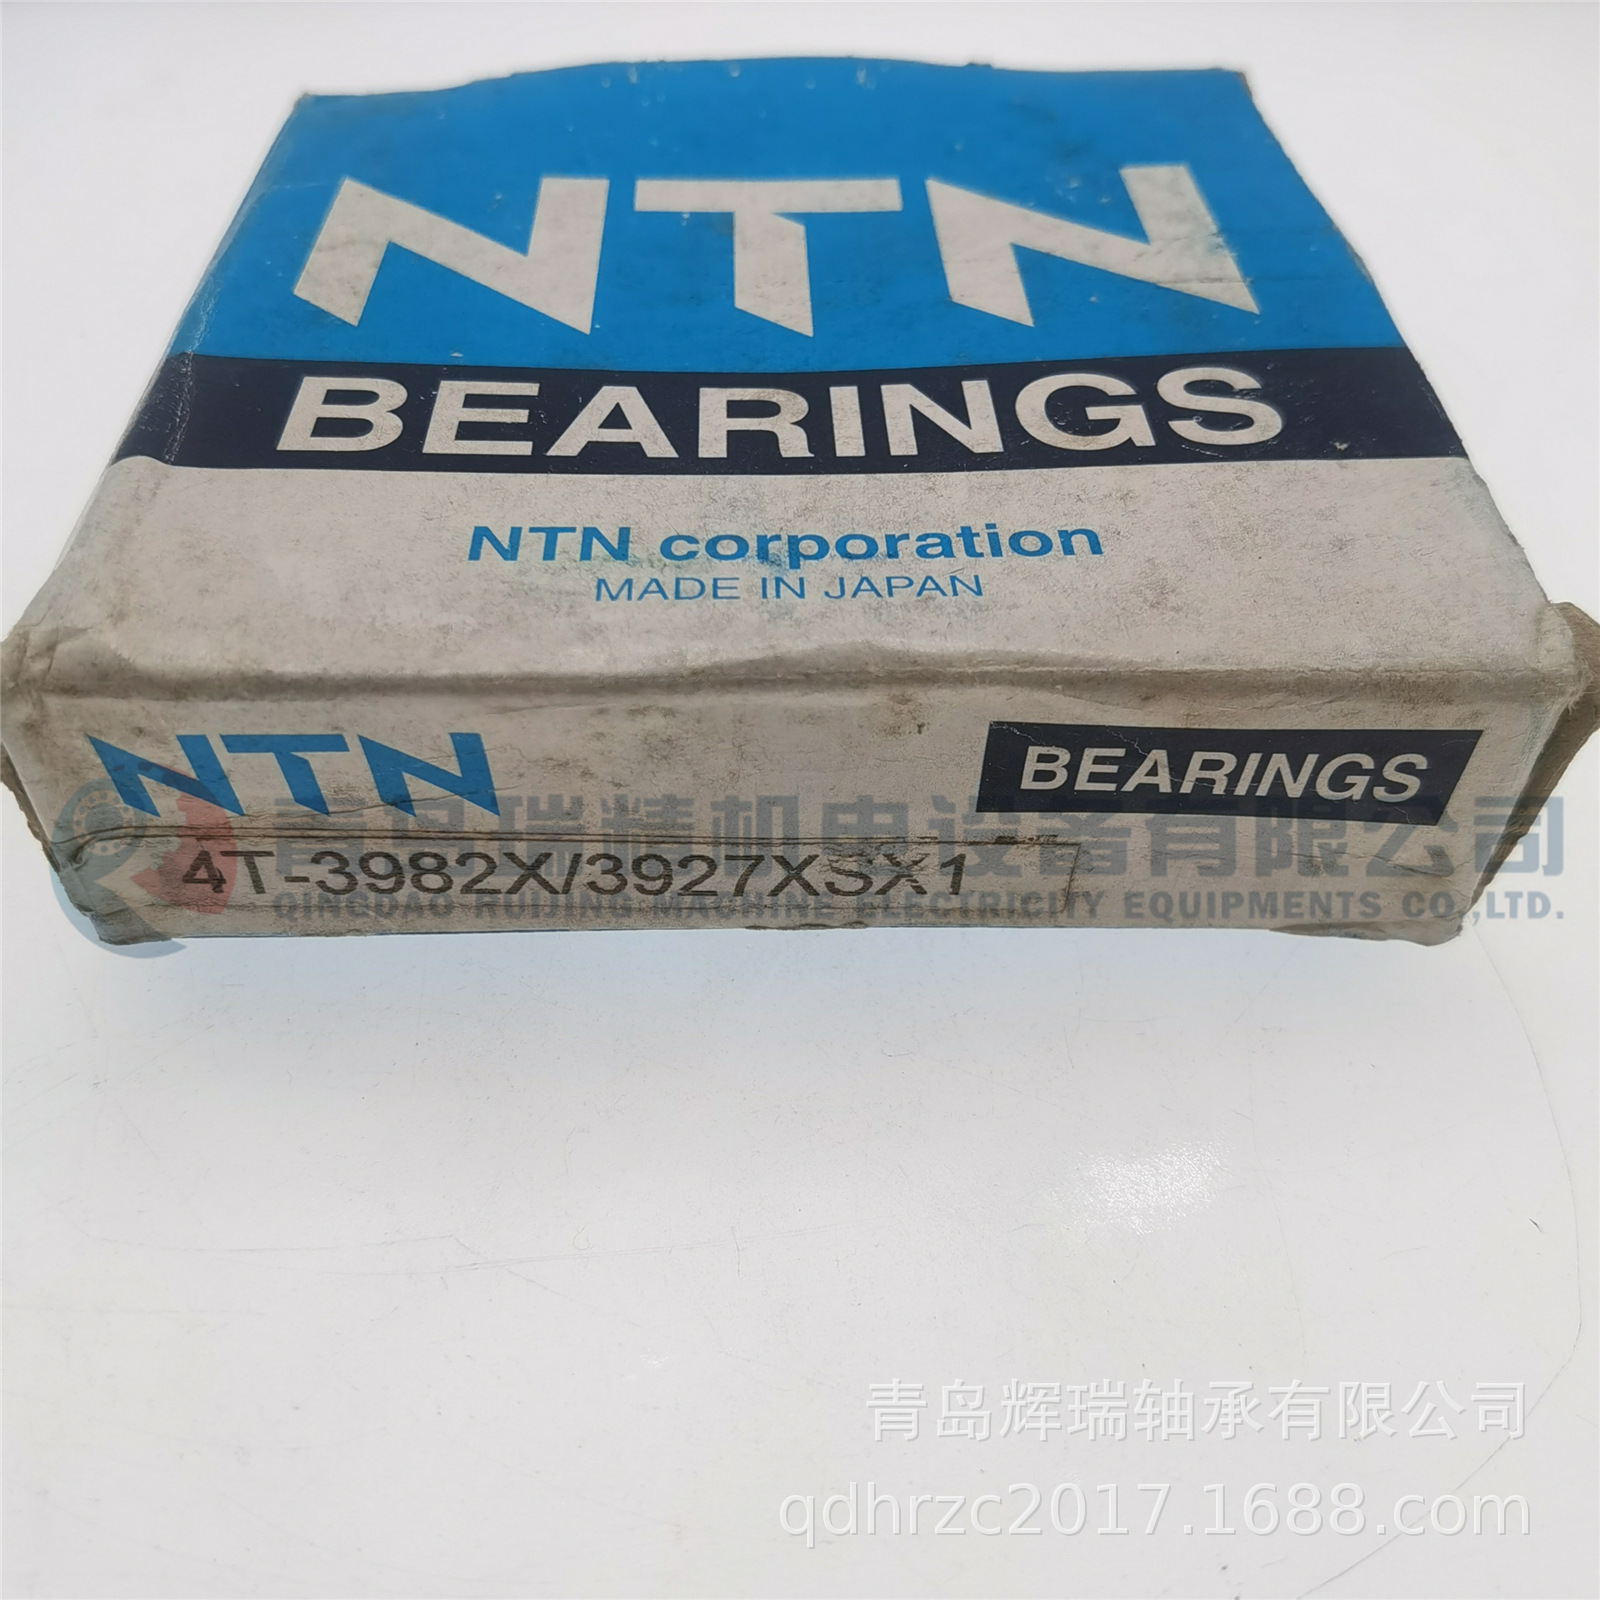 NTN
BEARINGS
NTN corporation
MADE IN JAPAN
NTN
BEARINGS
青岛瑞精机电设备有限公司
4T-3982X/3927XSX1
QINGDAO RUIJING MACHINE ELECTRICITY EQUIPMENTS CO.,LTD.
青岛辉瑞轴承有限公司
qdhrzc2017.1688.com